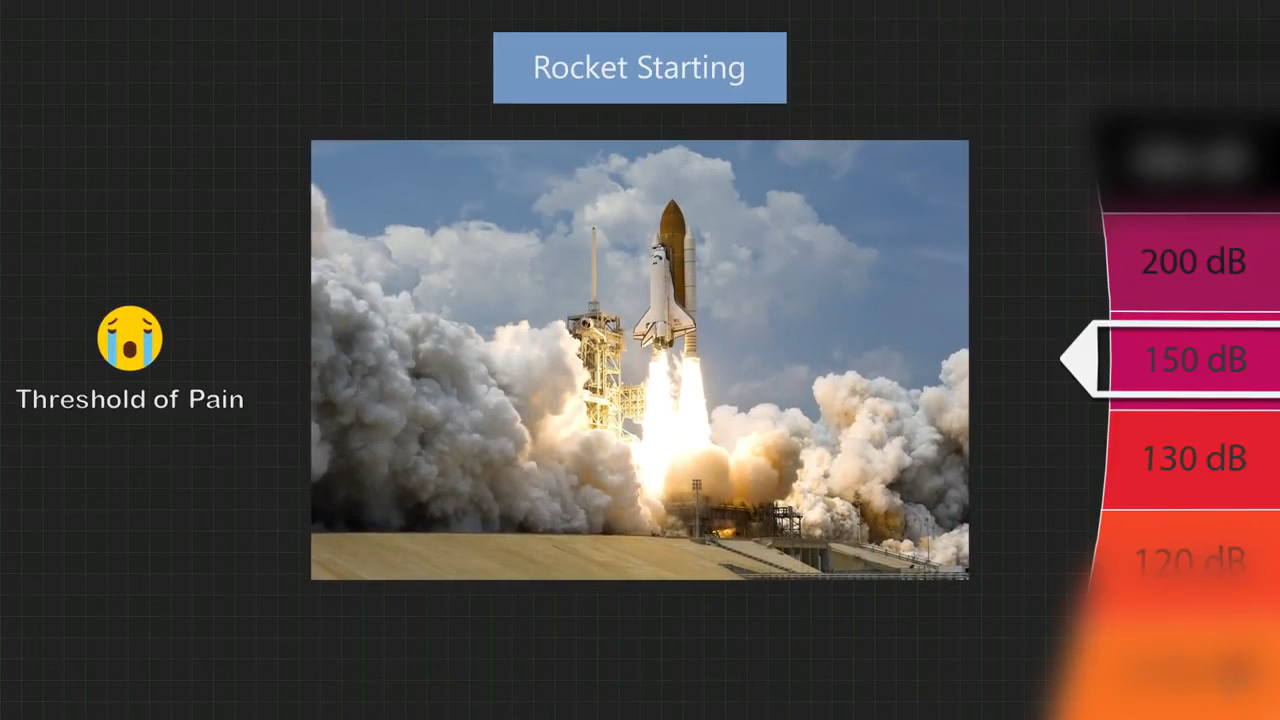 Rocket Starting
Threshold of Pain
200 dB
150 dB
130 dB
120 dB